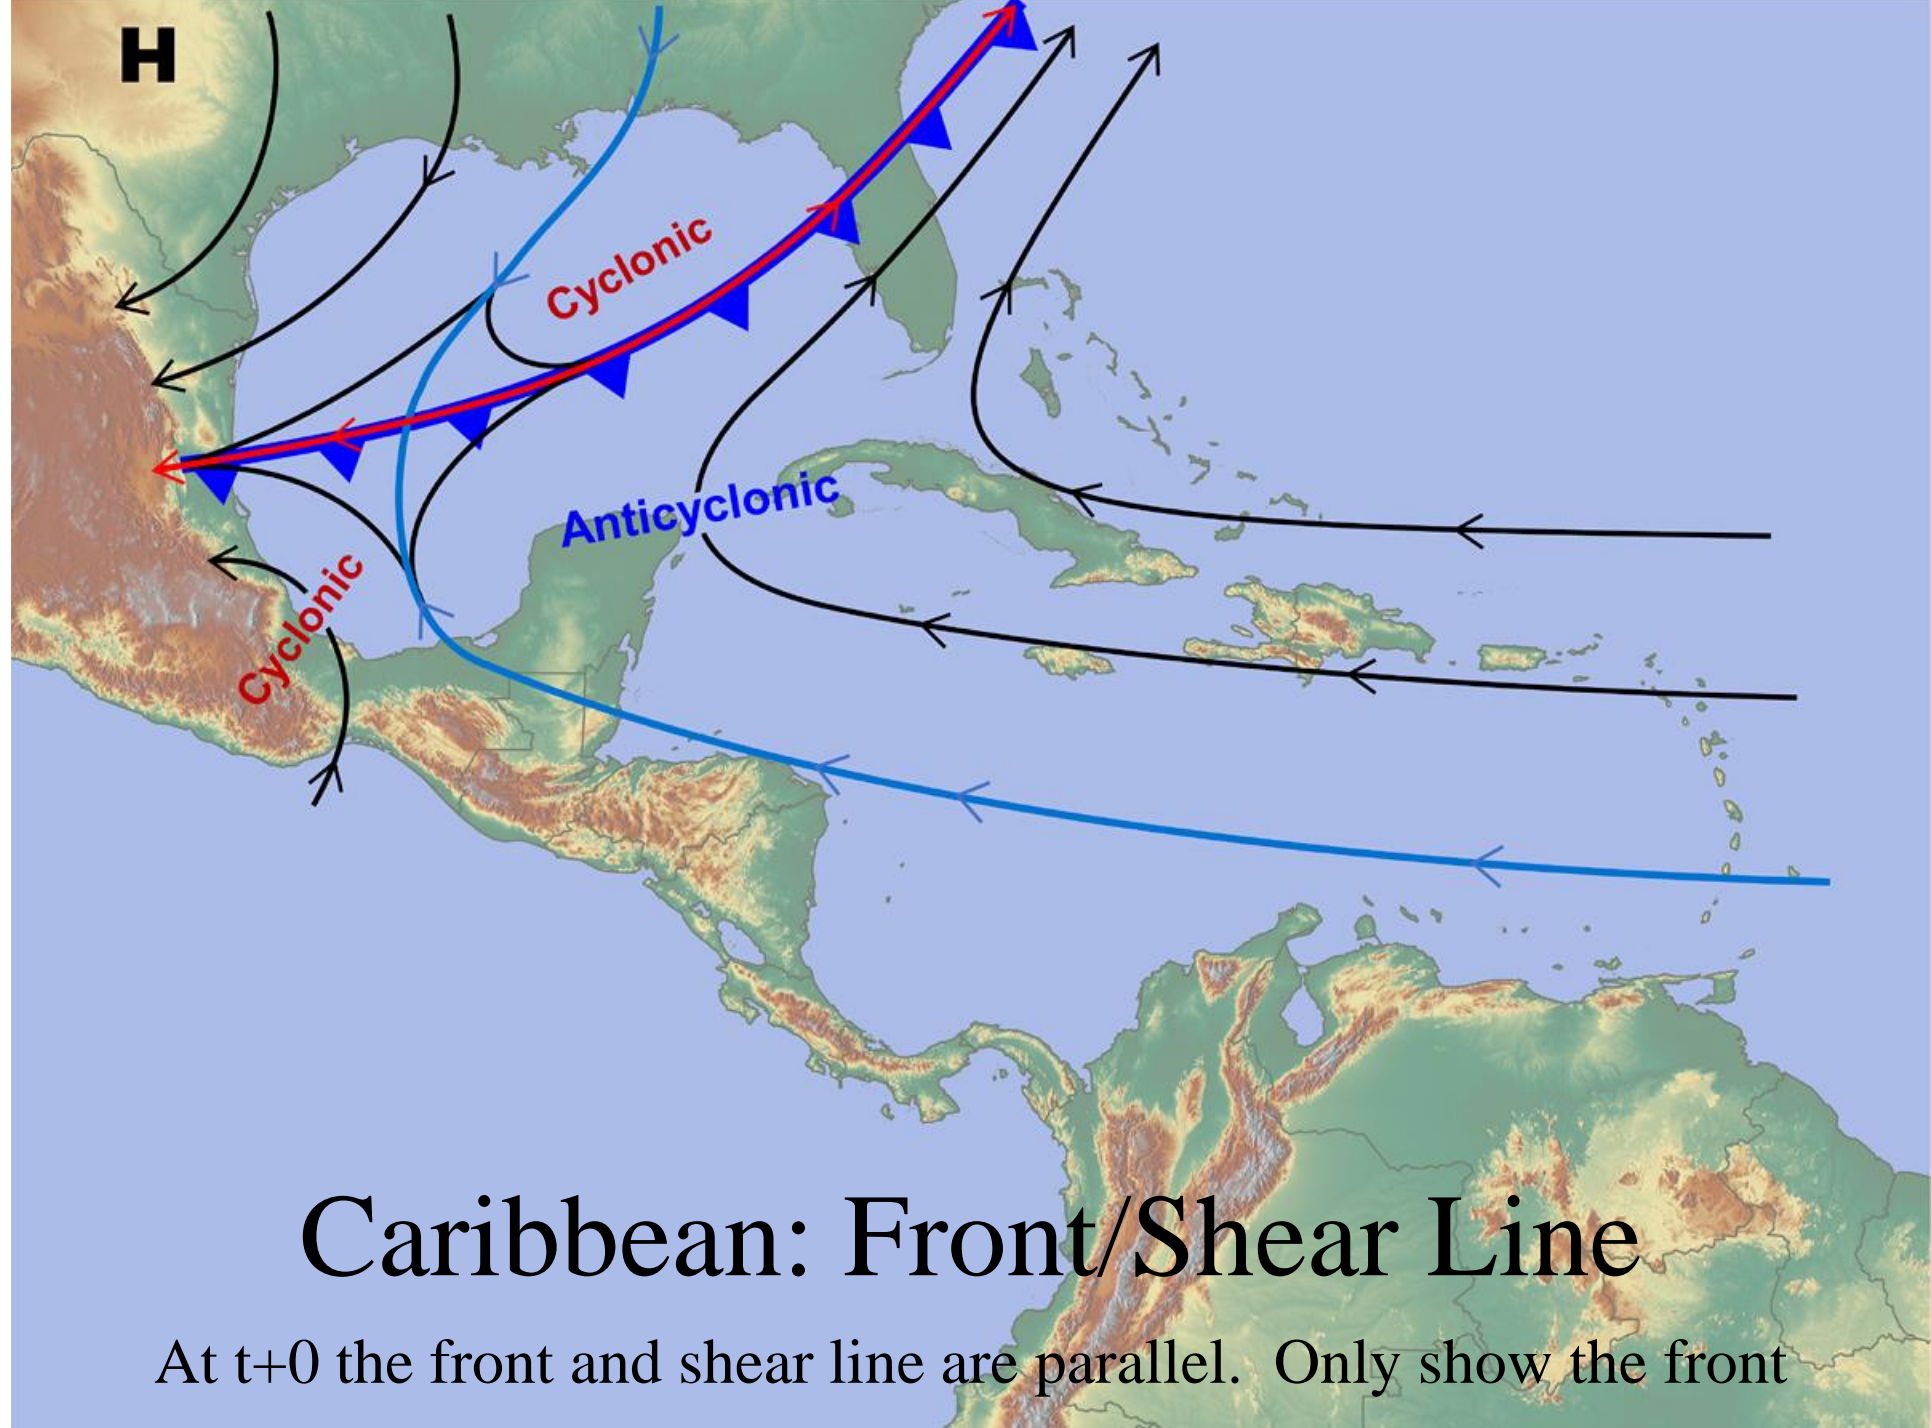 H
Cyclonic
Anticyclonic
Cyclonic
Caribbean: Front/Shear Line
At t+0 the front and shear line are parallel.  Only show the front